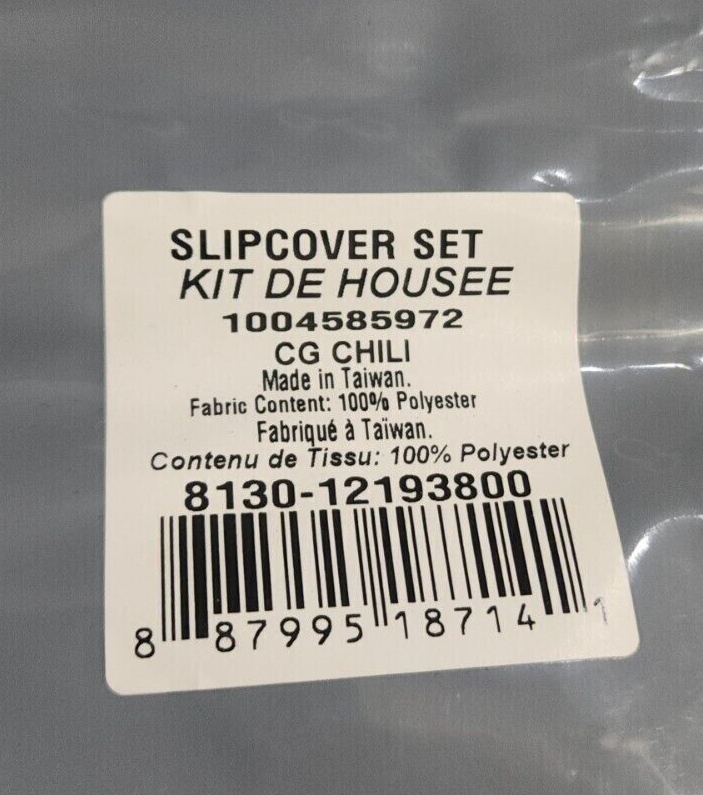 SLIPCOVER SET
KIT DE HOUSEE
1004585972
CG CHILI
Made in Taiwan.
Fabric Content: 100% Polyester
Fabriqué à Taïwan.
Contenu de Tissu: 100% Polyester
8130-12193800
8 87995 18714 1